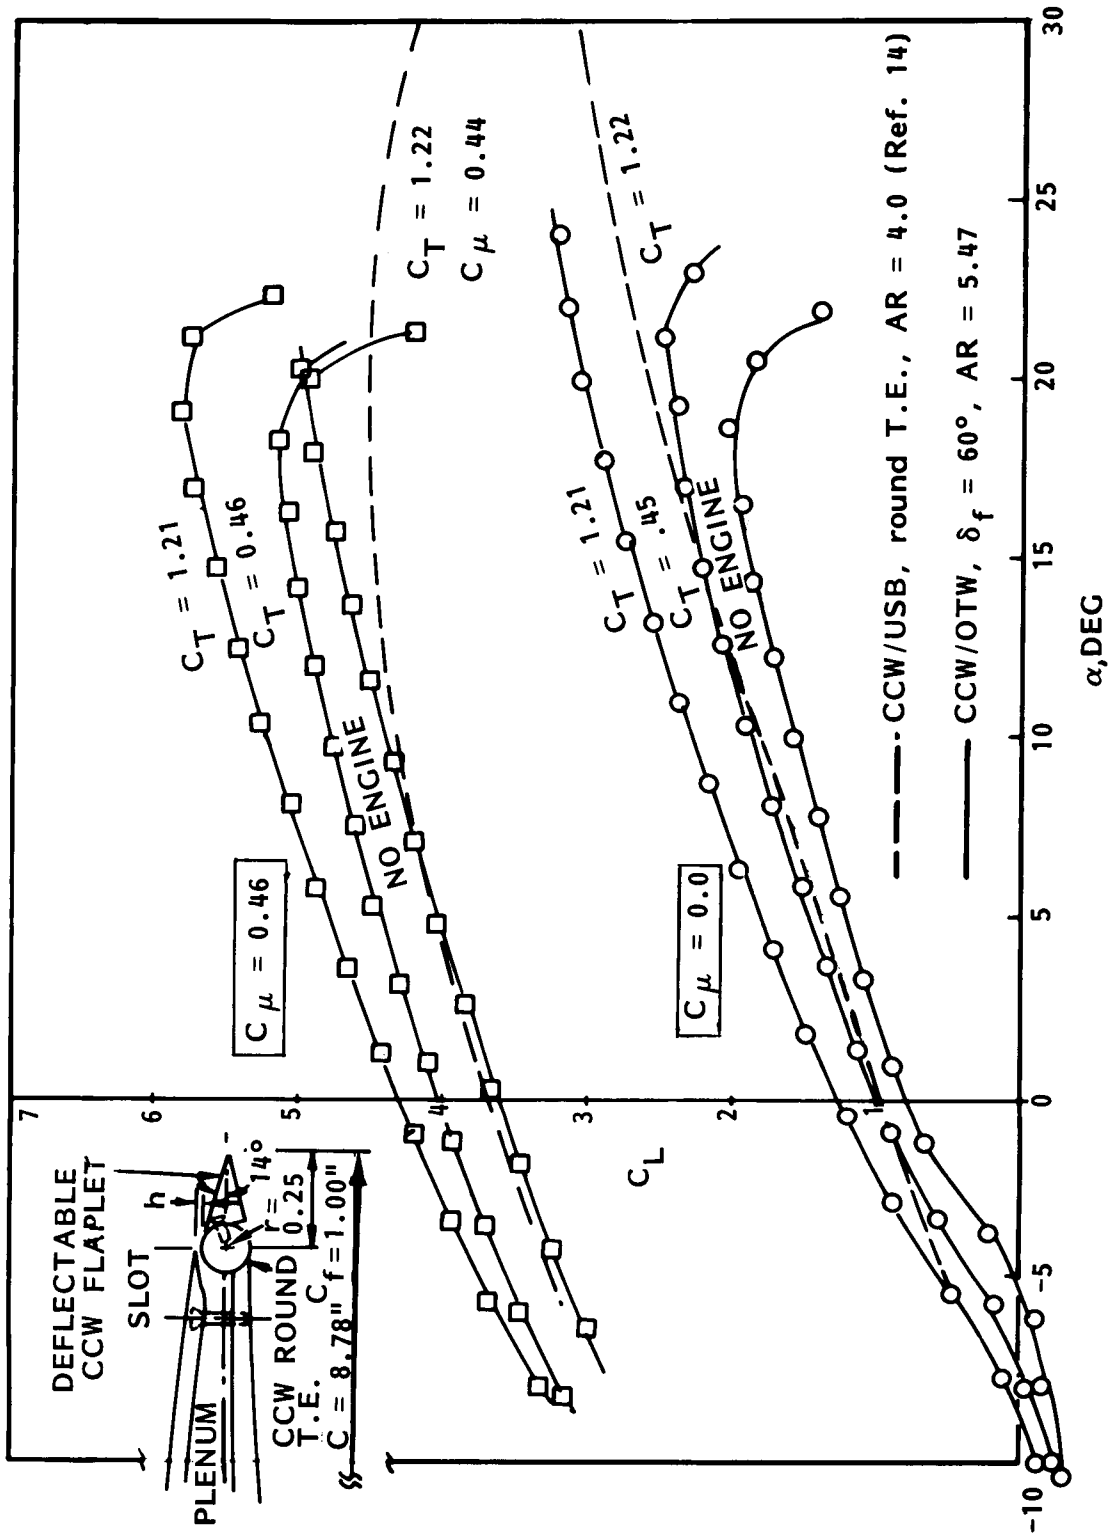 DEFLECTABLE
CCW FLAPLET
SLOT
h
PLENUM
14°
r=
0.25
CCW ROUND
T.E.
C_f=1.00"
C = 8.78"
7
6
5
4
3
2
1
C_L
C_μ = 0.46
C_T = 1.21
C_T = 0.46
NO ENGINE
C_T = 1.22
C_μ = 0.44
C_μ = 0.0
C_T = 1.21
C_T = .45
NO ENGINE
C_T = 1.22
CCW/USB, round T.E., AR = 4.0 (Ref. 14)
CCW/OTW, δ_f = 60°, AR = 5.47
-10
-5
0
5
10
15
20
25
30
α,DEG